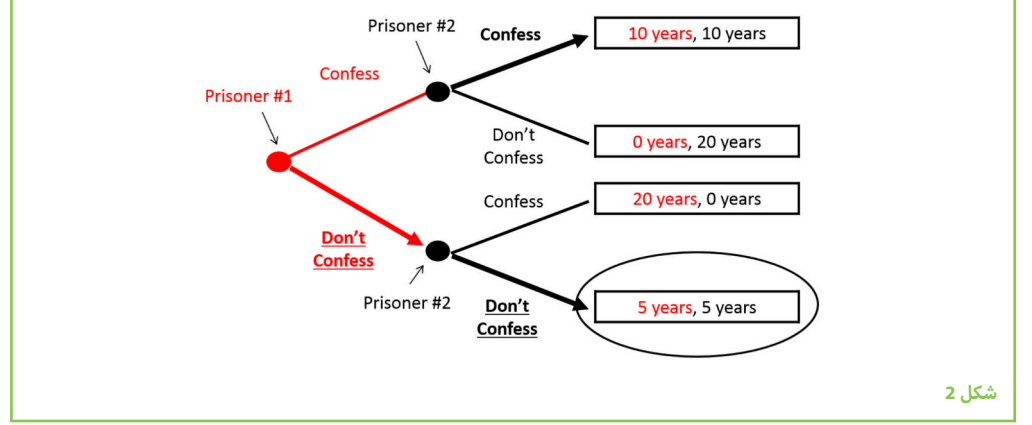 Prisoner #2
Confess
10 years, 10 years
Confess
Prisoner #1
Don't
Confess
0 years, 20 years
Confess
20 years, 0 years
Don't
Confess
Prisoner #2
Don't
Confess
5 years, 5 years
شكل 2